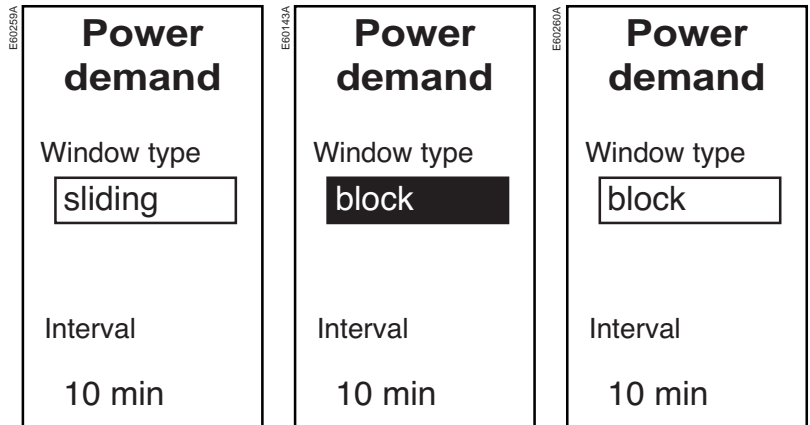 E60259A
Power
demand
Window type
sliding
Interval
10 min
E60143A
Power
demand
Window type
block
Interval
10 min
E60260A
Power
demand
Window type
block
Interval
10 min